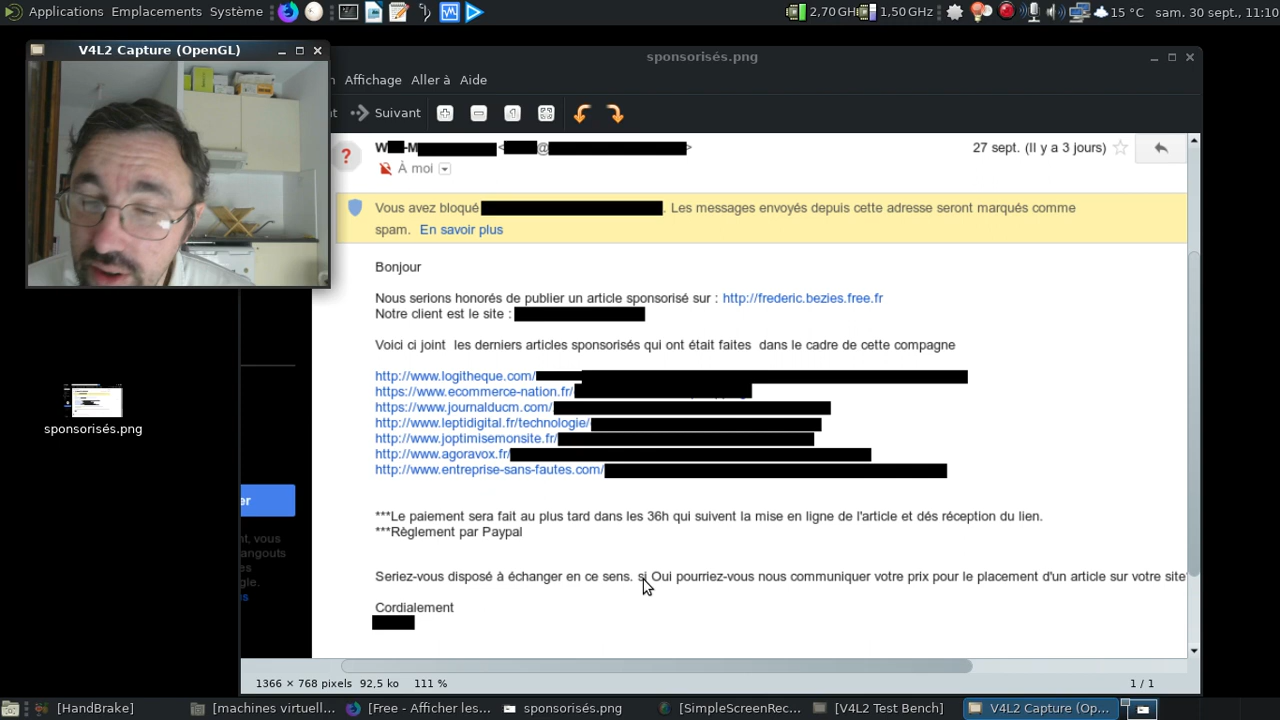 Applications Emplacements Système 2,70 GHz 1,50 GHz 15 °C sam. 30 sept., 11:10
V4L2 Capture (OpenGL)
sponsorisés.png
Affichage Aller à Aide
Suivant
W -M < @ >
27 sept. (Il y a 3 jours)
À moi
Vous avez bloqué . Les messages envoyés depuis cette adresse seront marqués comme
spam. En savoir plus
Bonjour
Nous serions honorés de publier un article sponsorisé sur : http://frederic.bezies.free.fr
Notre client est le site :
Voici ci joint les derniers articles sponsorisés qui ont était faites dans le cadre de cette compagne
http://www.logitheque.com/
https://www.ecommerce-nation.fr/
https://www.journalducm.com/
http://www.leptidigital.fr/technologie/
http://www.joptimisemonsite.fr/
http://www.agoravox.fr/
http://www.entreprise-sans-fautes.com/
***Le paiement sera fait au plus tard dans les 36h qui suivent la mise en ligne de l'article et dés réception du lien.
***Règlement par Paypal
Seriez-vous disposé à échanger en ce sens. si Oui pourriez-vous nous communiquer votre prix pour le placement d'un article sur votre site
Cordialement
sponsorisés.png
er
nt, vous
angouts
es
gle.
us
1366 × 768 pixels 92,5 ko 111 %
1 / 1
[HandBrake] [machines virtuell... [Free - Afficher les... sponsorisés.png [SimpleScreenRec... [V4L2 Test Bench] V4L2 Capture (Op...